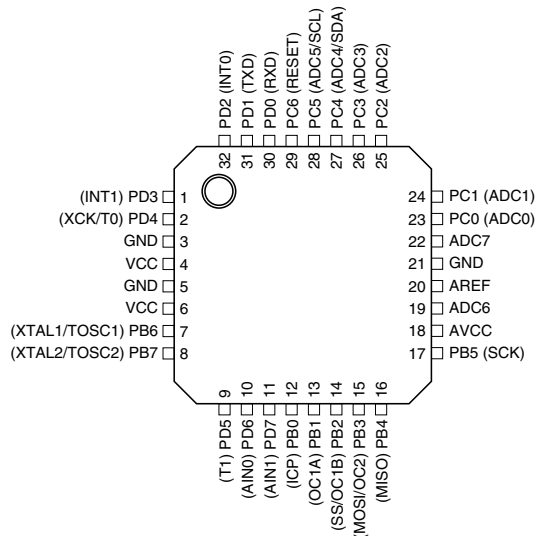 PD2 (INT0)
PD1 (TXD)
PD0 (RXD)
PC6 (RESET)
PC5 (ADC5/SCL)
PC4 (ADC4/SDA)
PC3 (ADC3)
PC2 (ADC2)
32
31
30
29
28
27
26
25
(INT1) PD3 1
(XCK/T0) PD4 2
GND 3
VCC 4
GND 5
VCC 6
(XTAL1/TOSC1) PB6 7
(XTAL2/TOSC2) PB7 8
24 PC1 (ADC1)
23 PC0 (ADC0)
22 ADC7
21 GND
20 AREF
19 ADC6
18 AVCC
17 PB5 (SCK)
9
10
11
12
13
14
15
16
(T1) PD5
(AIN0) PD6
(AIN1) PD7
(ICP) PB0
(OC1A) PB1
(SS/OC1B) PB2
(MOSI/OC2) PB3
(MISO) PB4